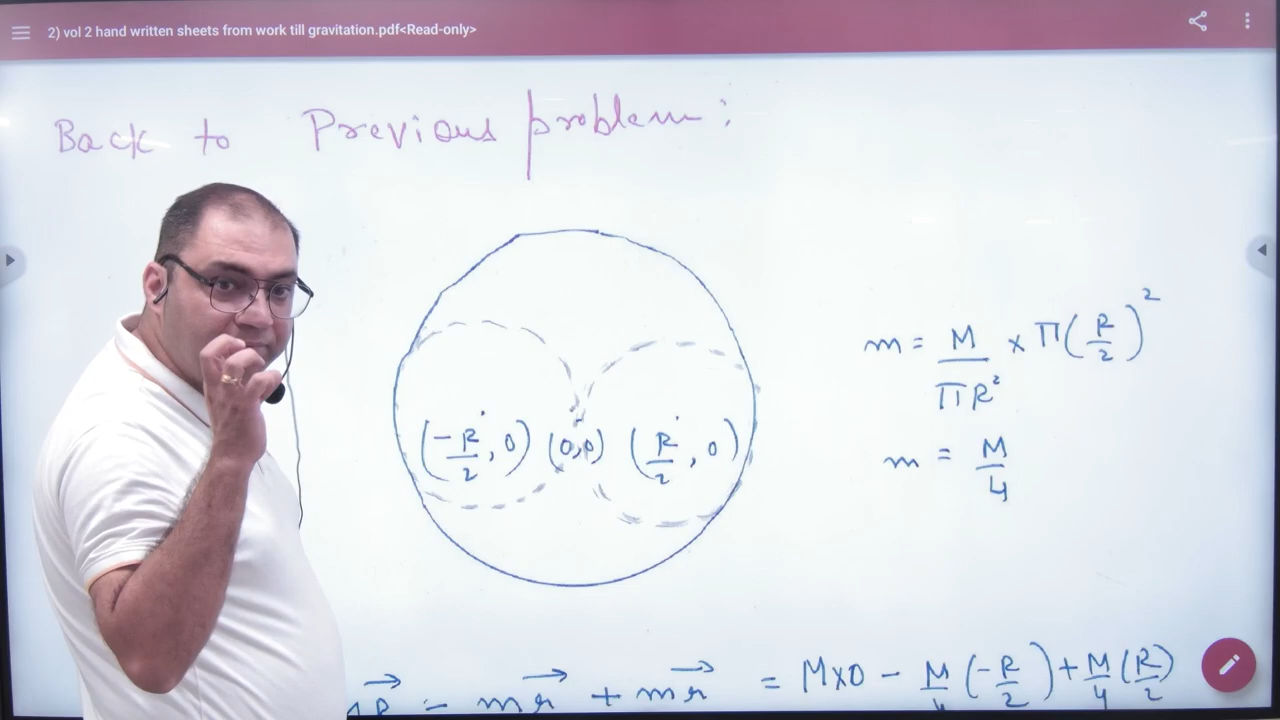 2) vol 2 hand written sheets from work till gravitation.pdf<Read-only>
Back to Previous problem:
m = M/πR² × π(R/2)²
(-R/2, 0) (0,0) (R/2, 0)
m = M/4
- mr + mr = M×0 - M/4 (-R/2) + M/4 (R/2)